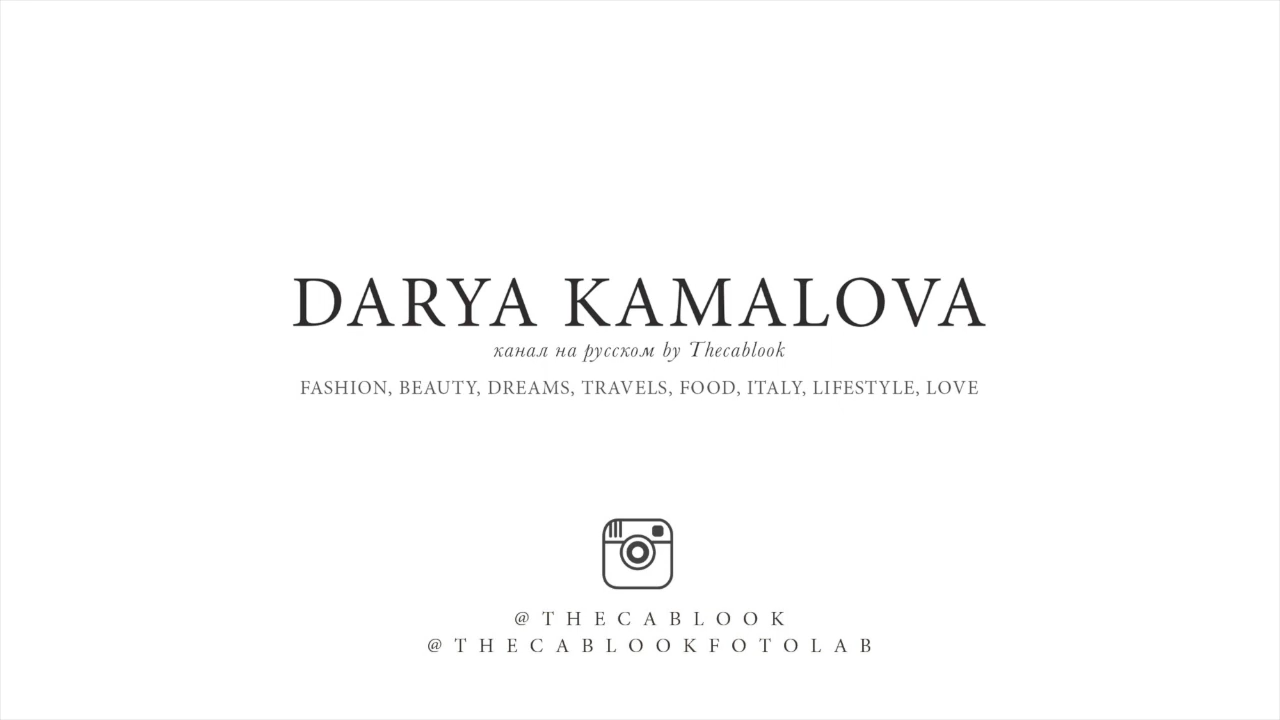 DARYA KAMALOVA
канал на русском by Thecablook
FASHION, BEAUTY, DREAMS, TRAVELS, FOOD, ITALY, LIFESTYLE, LOVE
@THECABLOOK
@THECABLOOKFOTOLAB